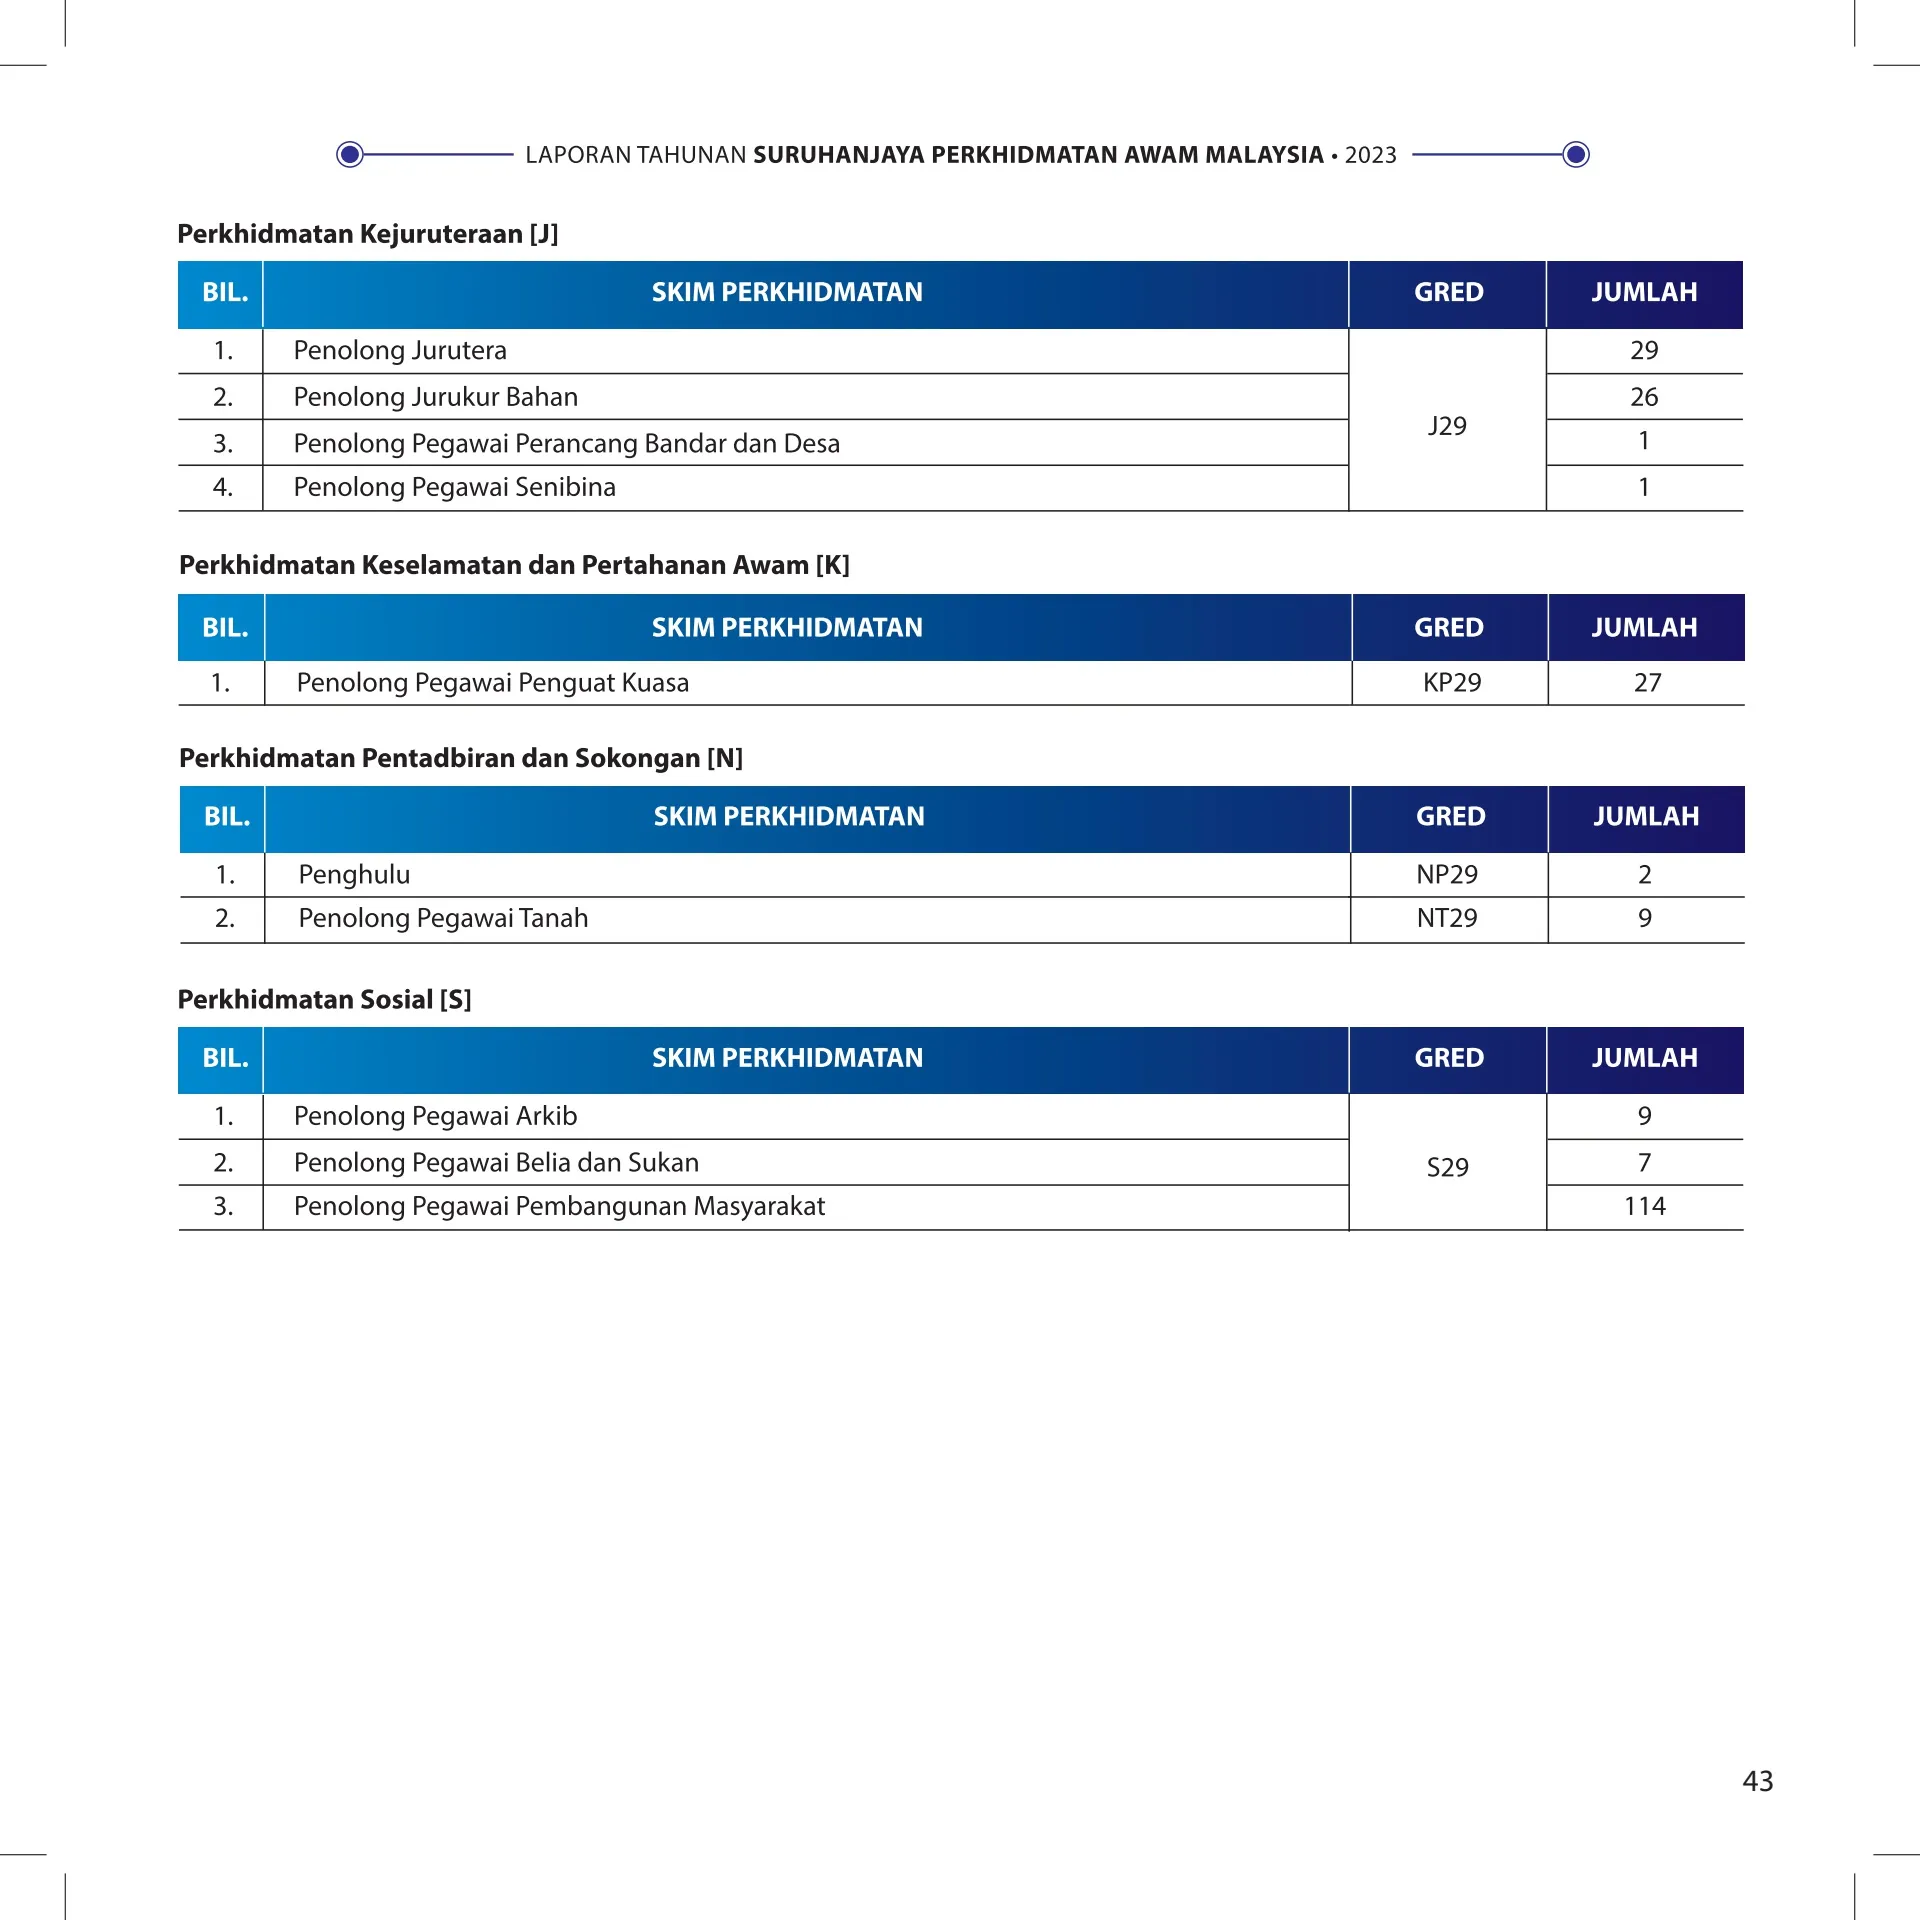 LAPORAN TAHUNAN SURUHANJAYA PERKHIDMATAN AWAM MALAYSIA • 2023
Perkhidmatan Kejuruteraan [J]
BIL. SKIM PERKHIDMATAN GRED JUMLAH
1. Penolong Jurutera 29
2. Penolong Jurukur Bahan 26
J29
3. Penolong Pegawai Perancang Bandar dan Desa 1
4. Penolong Pegawai Senibina 1
Perkhidmatan Keselamatan dan Pertahanan Awam [K]
BIL. SKIM PERKHIDMATAN GRED JUMLAH
1. Penolong Pegawai Penguat Kuasa KP29 27
Perkhidmatan Pentadbiran dan Sokongan [N]
BIL. SKIM PERKHIDMATAN GRED JUMLAH
1. Penghulu NP29 2
2. Penolong Pegawai Tanah NT29 9
Perkhidmatan Sosial [S]
BIL. SKIM PERKHIDMATAN GRED JUMLAH
1. Penolong Pegawai Arkib 9
2. Penolong Pegawai Belia dan Sukan S29 7
3. Penolong Pegawai Pembangunan Masyarakat 114
43